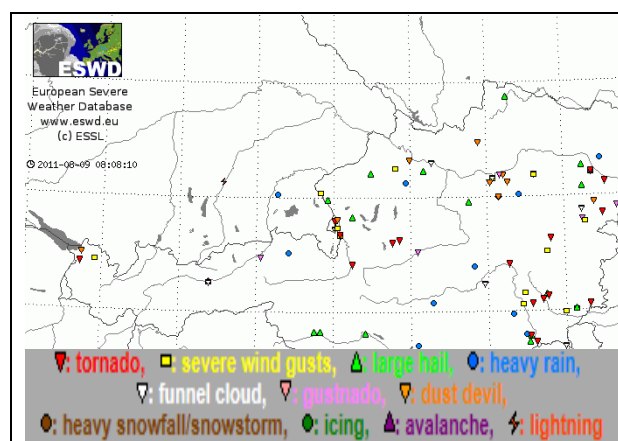 ESWD
European Severe
Weather Database
www.eswd.eu
(c) ESSL
2011-08-09 08:08:10
: tornado, : severe wind gusts, : large hail, : heavy rain,
: funnel cloud, : gustnado, : dust devil,
: heavy snowfall/snowstorm, : icing, : avalanche, : lightning